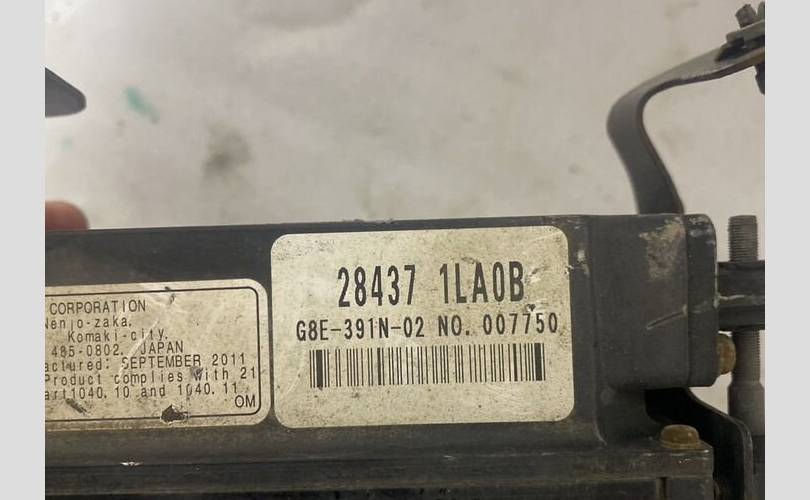 CORPORATION
Nenjo-zaka,
Komaki-city,
485-0802, JAPAN
actured: SEPTEMBER 2011
Product complies with 21
art1040.10 and 1040.11
OM
28437 1LA0B
G8E-391N-02 NO. 007750